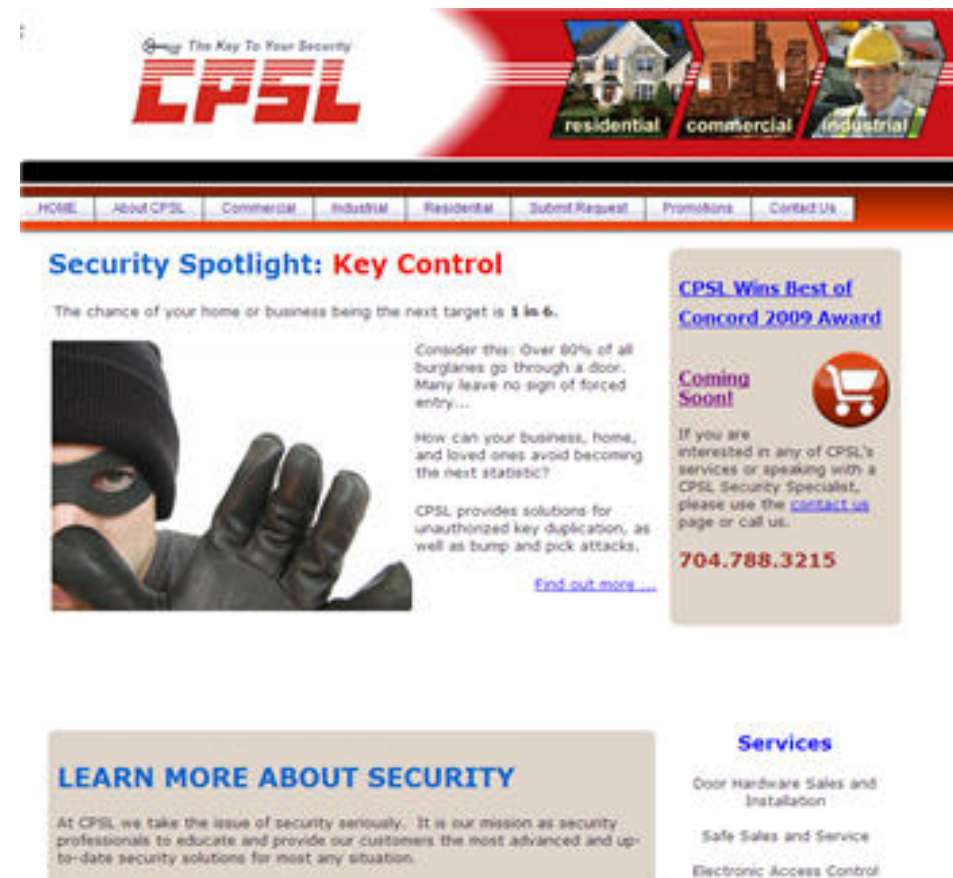 The Key To Your Security
CPSL
residential
commercial
industrial
HOME
About CPSL
Commercial
Industrial
Residential
Submit Request
Promotions
Contact Us
Security Spotlight: Key Control
The chance of your home or business being the next target is 1 in 6.
Consider this: Over 80% of all
burglaries go through a door.
Many leave no sign of forced
entry...
How can your business, home,
and loved ones avoid becoming
the next statistic?
CPSL provides solutions for
unauthorized key duplication, as
well as bump and pick attacks.
Find out more ...
CPSL Wins Best of
Concord 2009 Award
Coming
Soon!
If you are
interested in any of CPSL's
services or speaking with a
CPSL Security Specialist,
please use the contact us
page or call us.
704.788.3215
LEARN MORE ABOUT SECURITY
At CPSL we take the issue of security seriously. It is our mission as security
professionals to educate and provide our customers the most advanced and up-
to-date security solutions for most any situation.
Services
Door Hardware Sales and
Installation
Safe Sales and Service
Electronic Access Control